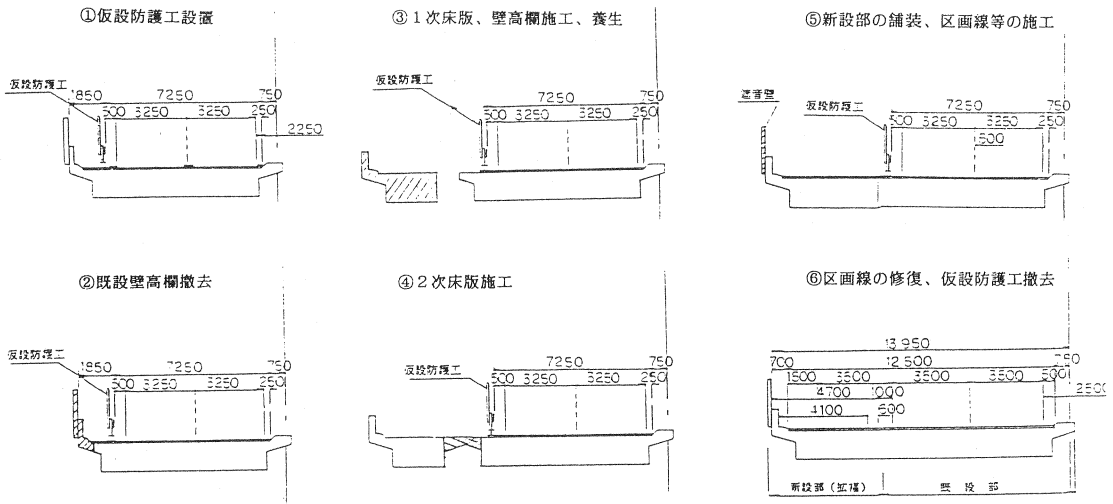 ①仮設防護工設置
仮設防護工
1850 7250 750
500 3250 3250 250
2250
③1次床版、壁高欄施工、養生
仮設防護工
7250 750
500 3250 3250 250
⑤新設部の舗装、区画線等の施工
遮音壁
仮設防護工
7250 750
500 3250 3250
500
②既設壁高欄撤去
仮設防護工
1850 7250 750
500 3250 3250 250
④2次床版施工
仮設防護工
7250 750
500 3250 3250 250
⑥区画線の修復、仮設防護工撤去
13950
700 12500 750
1500 3500 3500 3500 500
4700 1000
2500
4100 500
新設部(拡幅) 既設部